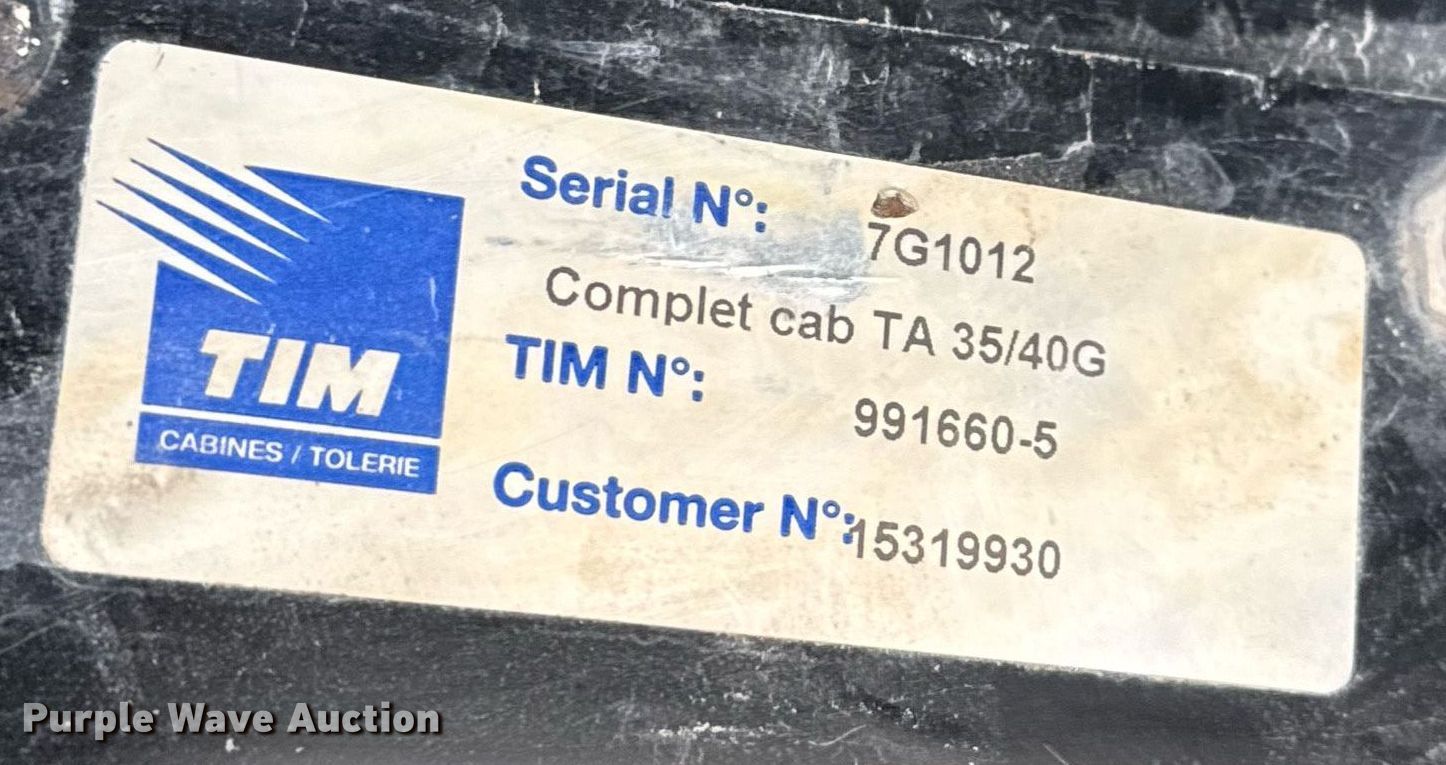 Serial N°: 7G1012
Complet cab TA 35/40G
TIM N°: 991660-5
Customer N°: 15319930
TIM
CABINES / TOLERIE
Purple Wave Auction